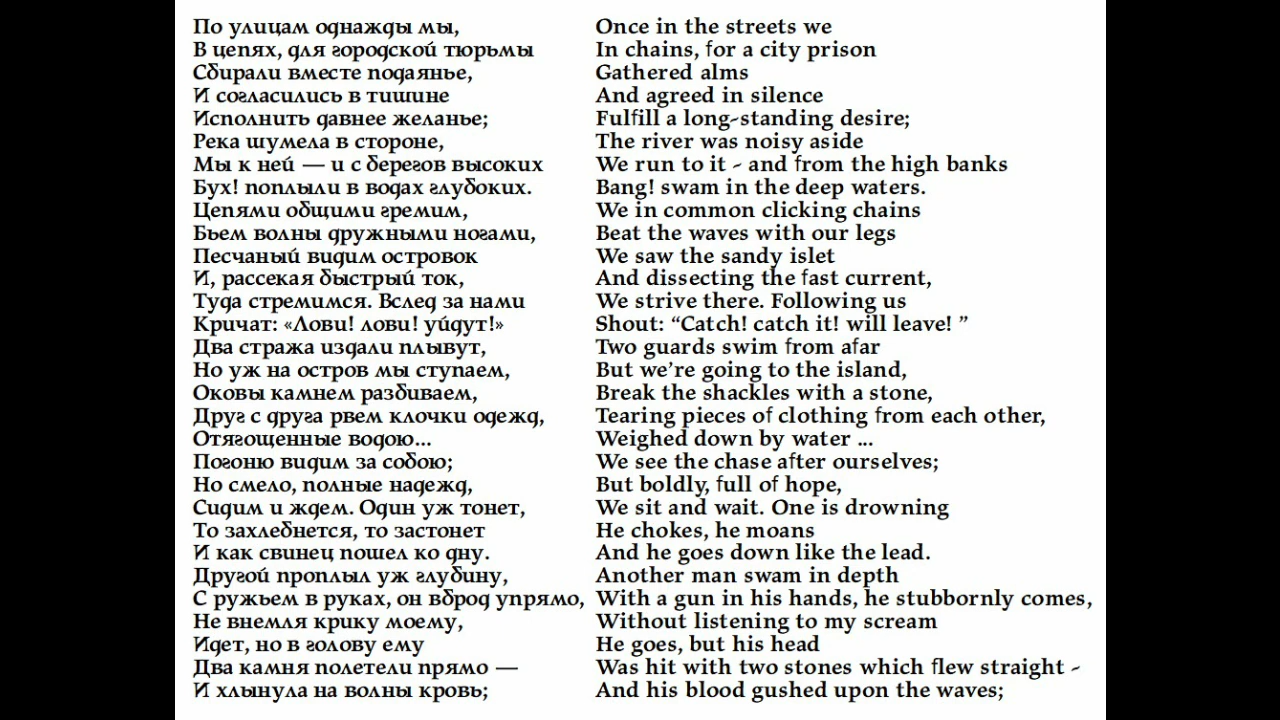 По улицам однажды мы,
В цепях, для городской тюрьмы
Сбирали вместе подаянье,
И согласились в тишине
Исполнить давнее желанье;
Река шумела в стороне,
Мы к ней — и с берегов высоких
Бух! поплыли в водах глубоких.
Цепями общими гремим,
Бьем волны дружными ногами,
Песчаный видим островок
И, рассекая быстрый ток,
Туда стремимся. Вслед за нами
Кричат: «Лови! лови! уйдут!»
Два стража издали плывут,
Но уж на остров мы ступаем,
Оковы камнем разбиваем,
Друг с друга рвем клочки одежд,
Отягощенные водою...
Погоню видим за собою;
Но смело, полные надежд,
Сидим и ждем. Один уж тонет,
То захлебнется, то застонет
И как свинец пошел ко дну.
Другой проплыл уж глубину,
С ружьем в руках, он вброд упрямо,
Не внемля крику моему,
Идет, но в голову ему
Два камня полетели прямо —
И хлынула на волны кровь;
Once in the streets we
In chains, for a city prison
Gathered alms
And agreed in silence
Fulfill a long-standing desire;
The river was noisy aside
We run to it - and from the high banks
Bang! swam in the deep waters.
We in common clicking chains
Beat the waves with our legs
We saw the sandy islet
And dissecting the fast current,
We strive there. Following us
Shout: “Catch! catch it! will leave! ”
Two guards swim from afar
But we’re going to the island,
Break the shackles with a stone,
Tearing pieces of clothing from each other,
Weighed down by water ...
We see the chase after ourselves;
But boldly, full of hope,
We sit and wait. One is drowning
He chokes, he moans
And he goes down like the lead.
Another man swam in depth
With a gun in his hands, he stubbornly comes,
Without listening to my scream
He goes, but his head
Was hit with two stones which flew straight -
And his blood gushed upon the waves;